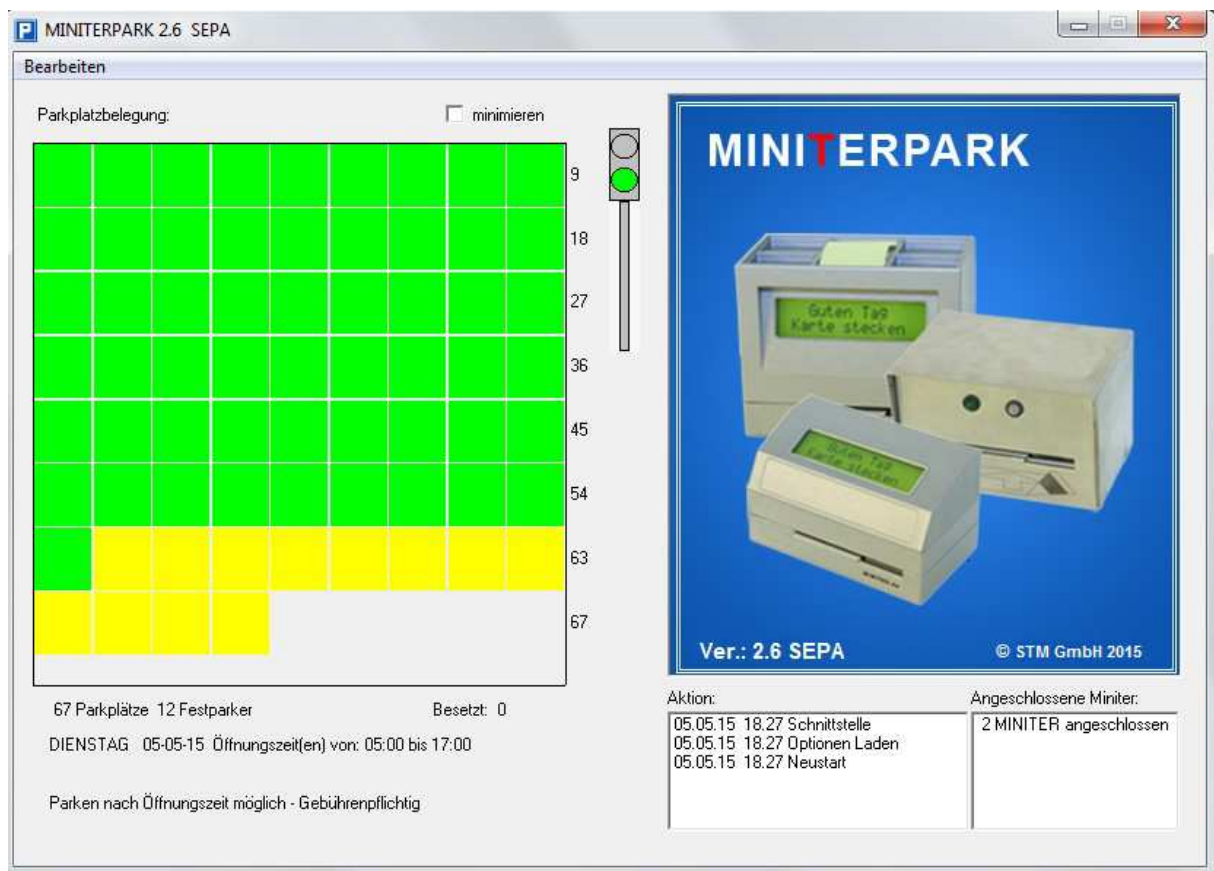 MINITERPARK 2.6 SEPA
Bearbeiten
Parkplatzbelegung:
minimieren
9
18
27
36
45
54
63
67
67 Parkplätze 12 Festparker
Besetzt: 0
DIENSTAG 05-05-15 Öffnungszeit(en) von: 05:00 bis 17:00
Parken nach Öffnungszeit möglich - Gebührenpflichtig
MINITERPARK
Guten Tag
Karte stecken
Guten Tag
Karte stecken
Ver.: 2.6 SEPA
© STM GmbH 2015
Aktion:
05.05.15 18.27 Schnittstelle
05.05.15 18.27 Optionen Laden
05.05.15 18.27 Neustart
Angeschlossene Miniter:
2 MINITER angeschlossen